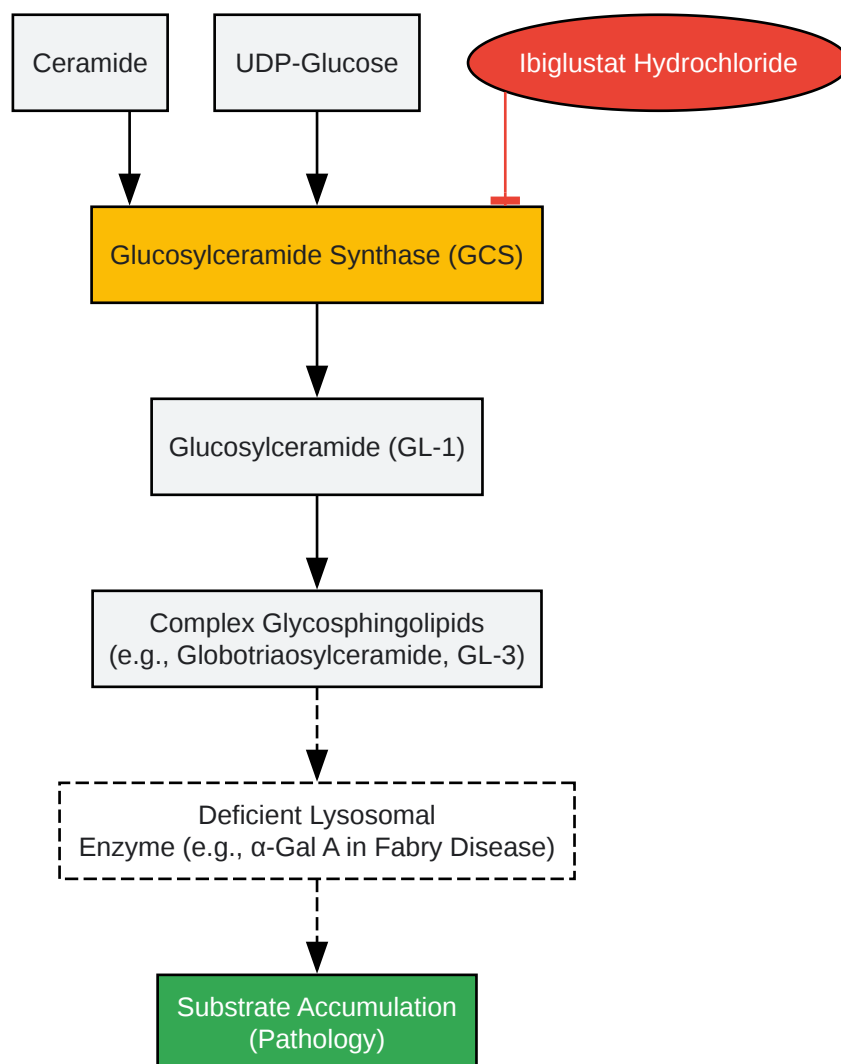 Ceramide
UDP-Glucose
Ibiglustat Hydrochloride
Glucosylceramide Synthase (GCS)
Glucosylceramide (GL-1)
Complex Glycosphingolipids
(e.g., Globotriaosylceramide, GL-3)
Deficient Lysosomal
Enzyme (e.g., α-Gal A in Fabry Disease)
Substrate Accumulation
(Pathology)